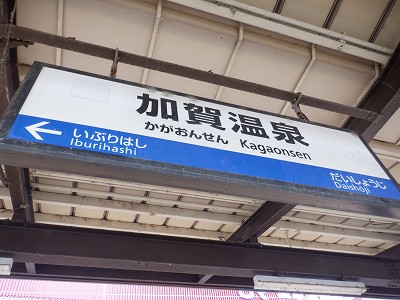 加賀温泉
かがおんせん Kagaonsen
← いぶりはし
Iburihashi
だいしょうじ
Daishōji